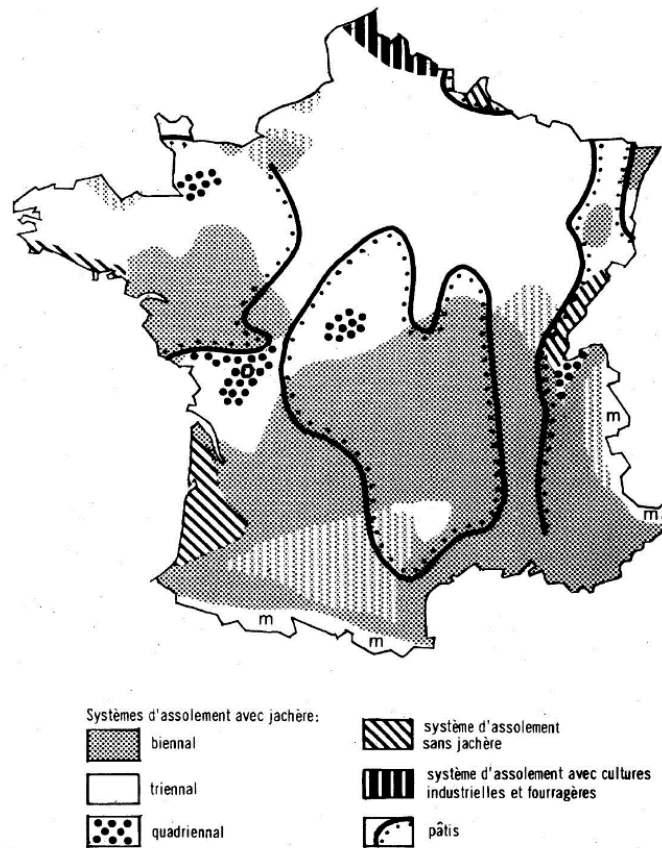 m
m.
m
m
Systèmes d'assolement avec jachère:
biennal
triennal
quadriennal
système d'assolement
sans jachère
système d'assolement avec cultures
industrielles et fourragères
pâtis